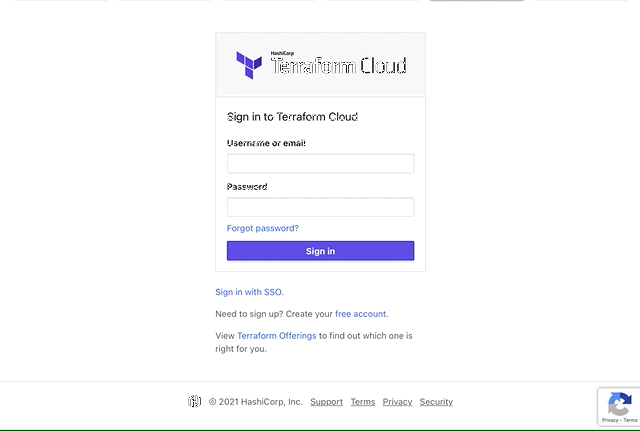 HashiCorp
Terraform Cloud
Sign in to Terraform Cloud
Username or email
Password
Forgot password?
Sign in
Sign in with SSO.
Need to sign up? Create your free account.
View Terraform Offerings to find out which one is
right for you.
© 2021 HashiCorp, Inc. Support Terms Privacy Security
Privacy - Terms